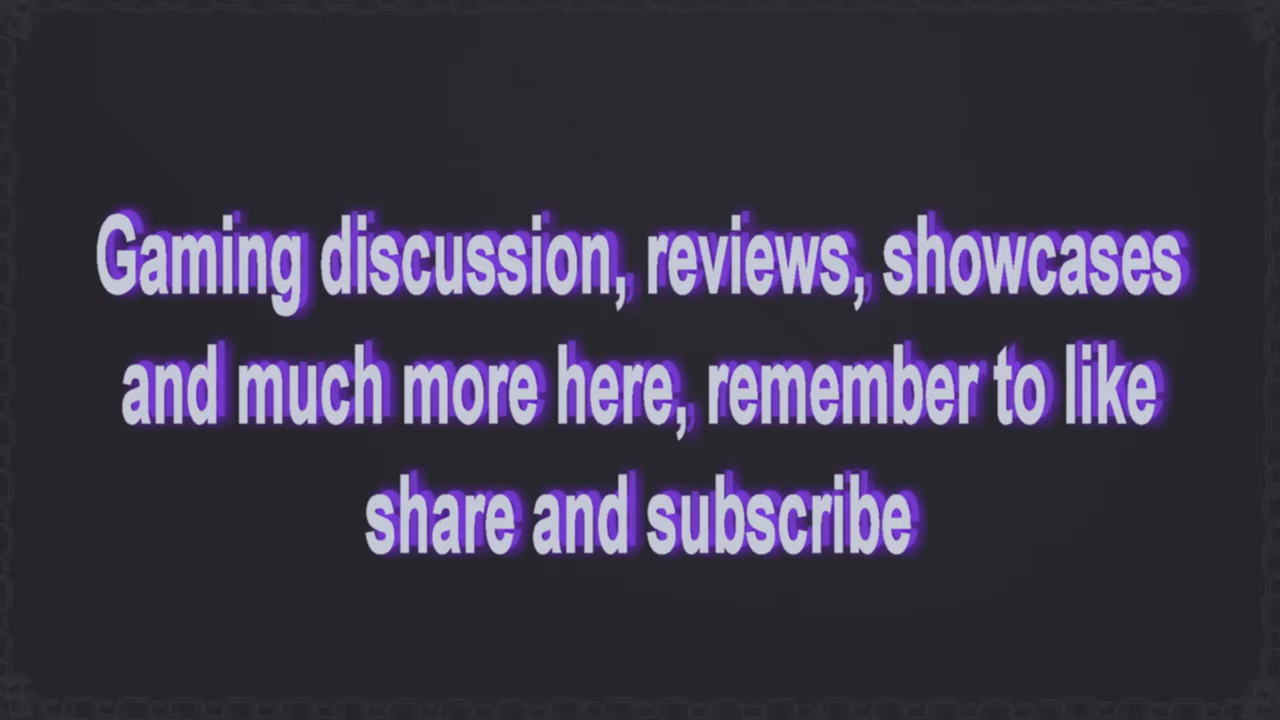 Gaming discussion, reviews, showcases
and much more here, remember to like
share and subscribe